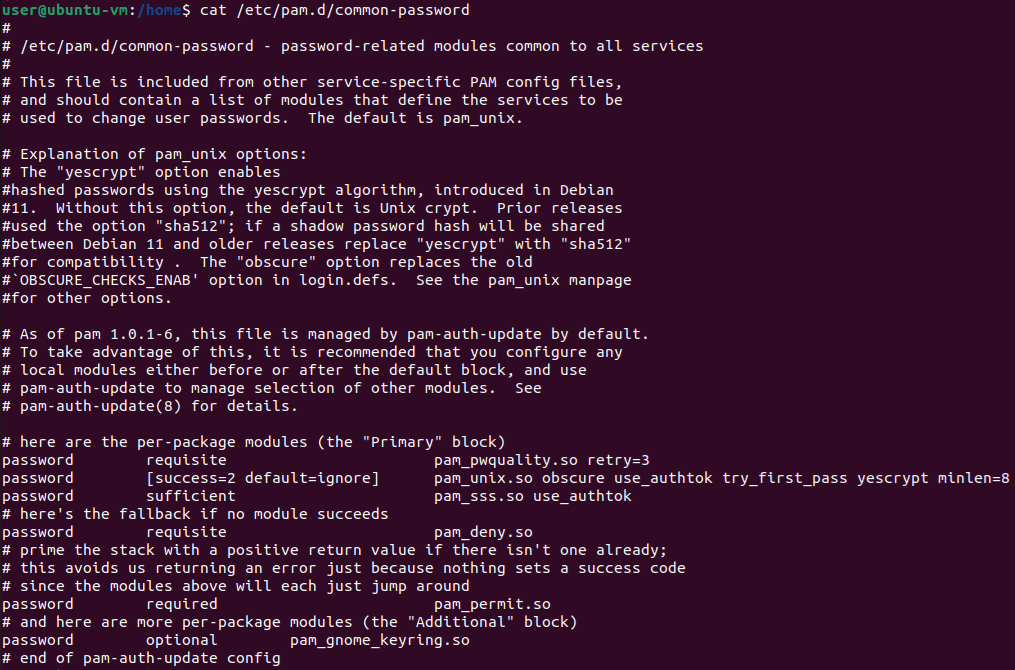 user@ubuntu-vm:/home$ cat /etc/pam.d/common-password
#
# /etc/pam.d/common-password - password-related modules common to all services
#
# This file is included from other service-specific PAM config files,
# and should contain a list of modules that define the services to be
# used to change user passwords.  The default is pam_unix.

# Explanation of pam_unix options:
# The "yescrypt" option enables
#hashed passwords using the yescrypt algorithm, introduced in Debian
#11.  Without this option, the default is Unix crypt.  Prior releases
#used the option "sha512"; if a shadow password hash will be shared
#between Debian 11 and older releases replace "yescrypt" with "sha512"
#for compatibility .  The "obscure" option replaces the old
#`OBSCURE_CHECKS_ENAB' option in login.defs.  See the pam_unix manpage
#for other options.

# As of pam 1.0.1-6, this file is managed by pam-auth-update by default.
# To take advantage of this, it is recommended that you configure any
# local modules either before or after the default block, and use
# pam-auth-update to manage selection of other modules.  See
# pam-auth-update(8) for details.

# here are the per-package modules (the "Primary" block)
password        requisite                       pam_pwquality.so retry=3
password        [success=2 default=ignore]      pam_unix.so obscure use_authtok try_first_pass yescrypt minlen=8
password        sufficient                      pam_sss.so use_authtok
# here's the fallback if no module succeeds
password        requisite                       pam_deny.so
# prime the stack with a positive return value if there isn't one already;
# this avoids us returning an error just because nothing sets a success code
# since the modules above will each just jump around
password        required                        pam_permit.so
# and here are more per-package modules (the "Additional" block)
password        optional        pam_gnome_keyring.so
# end of pam-auth-update config